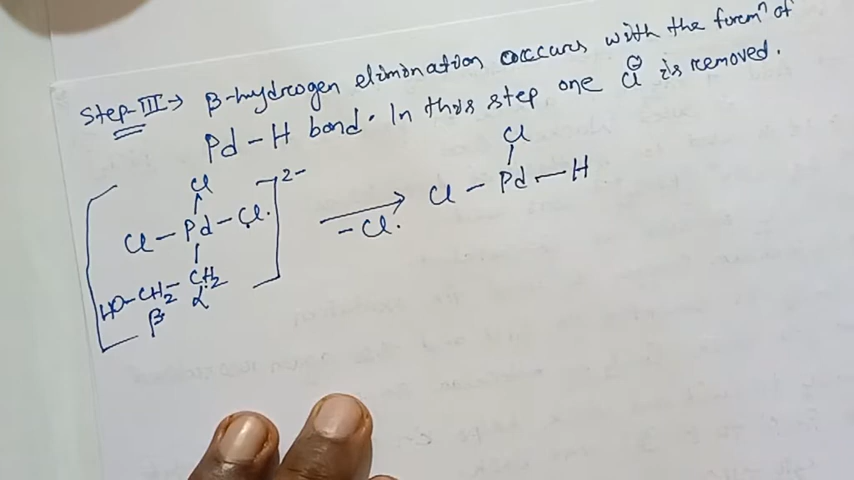 Step-III → β-hydrogen elimination occurs with the formⁿ of
Pd-H bond. In this step one Cl⊖ is removed.
[Cl-Pd(Cl)-Cl. 2-
HO-CH2-CH2
β α]
→ -Cl.
Cl-Pd(Cl)-H